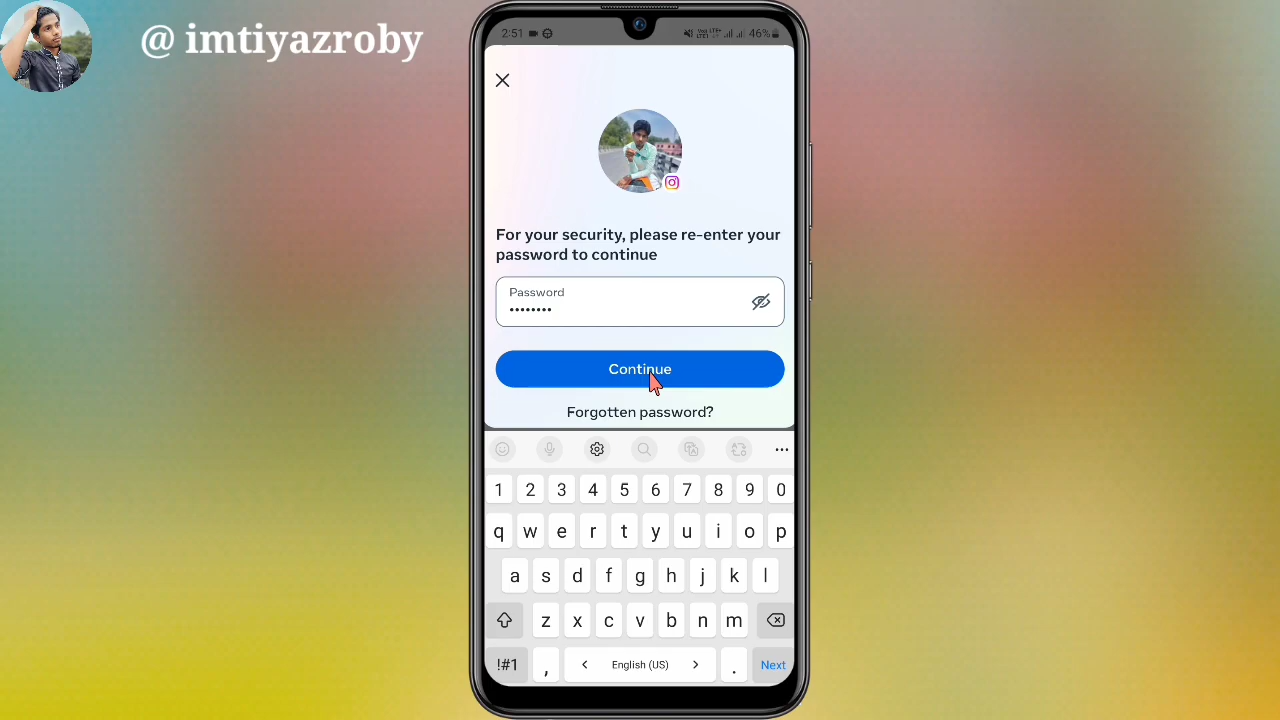 @ imtiyazroby
2:51
46%
For your security, please re-enter your
password to continue
Password
••••••••
Continue
Forgotten password?
1 2 3 4 5 6 7 8 9 0
q w e r t y u i o p
a s d f g h j k l
z x c v b n m
!#1 , < English (US) > . Next